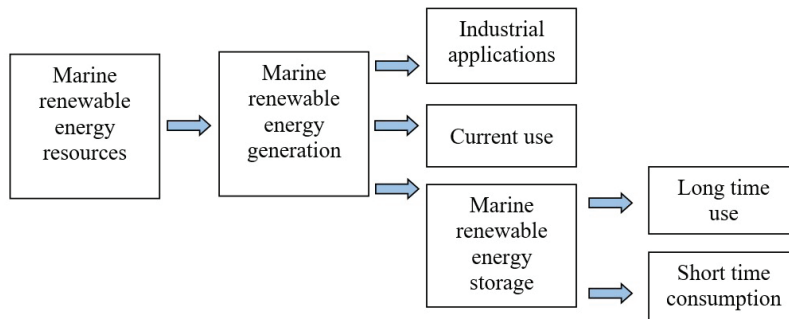 Marine
renewable
energy
resources
Marine
renewable
energy
generation
Industrial
applications
Current use
Marine
renewable
energy
storage
Long time
use
Short time
consumption